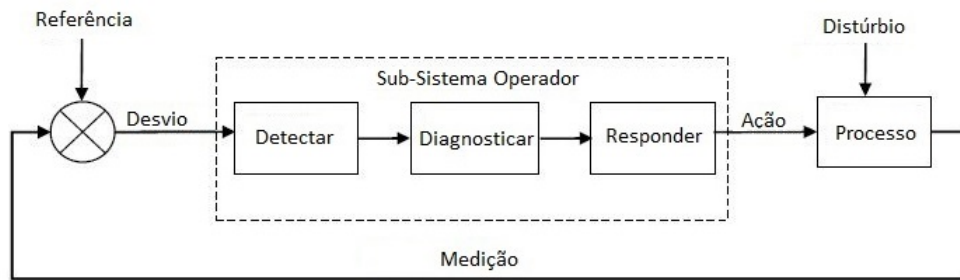 Referência
Distúrbio
Sub-Sistema Operador
Desvio
Detectar
Diagnosticar
Responder
Ação
Processo
Medição